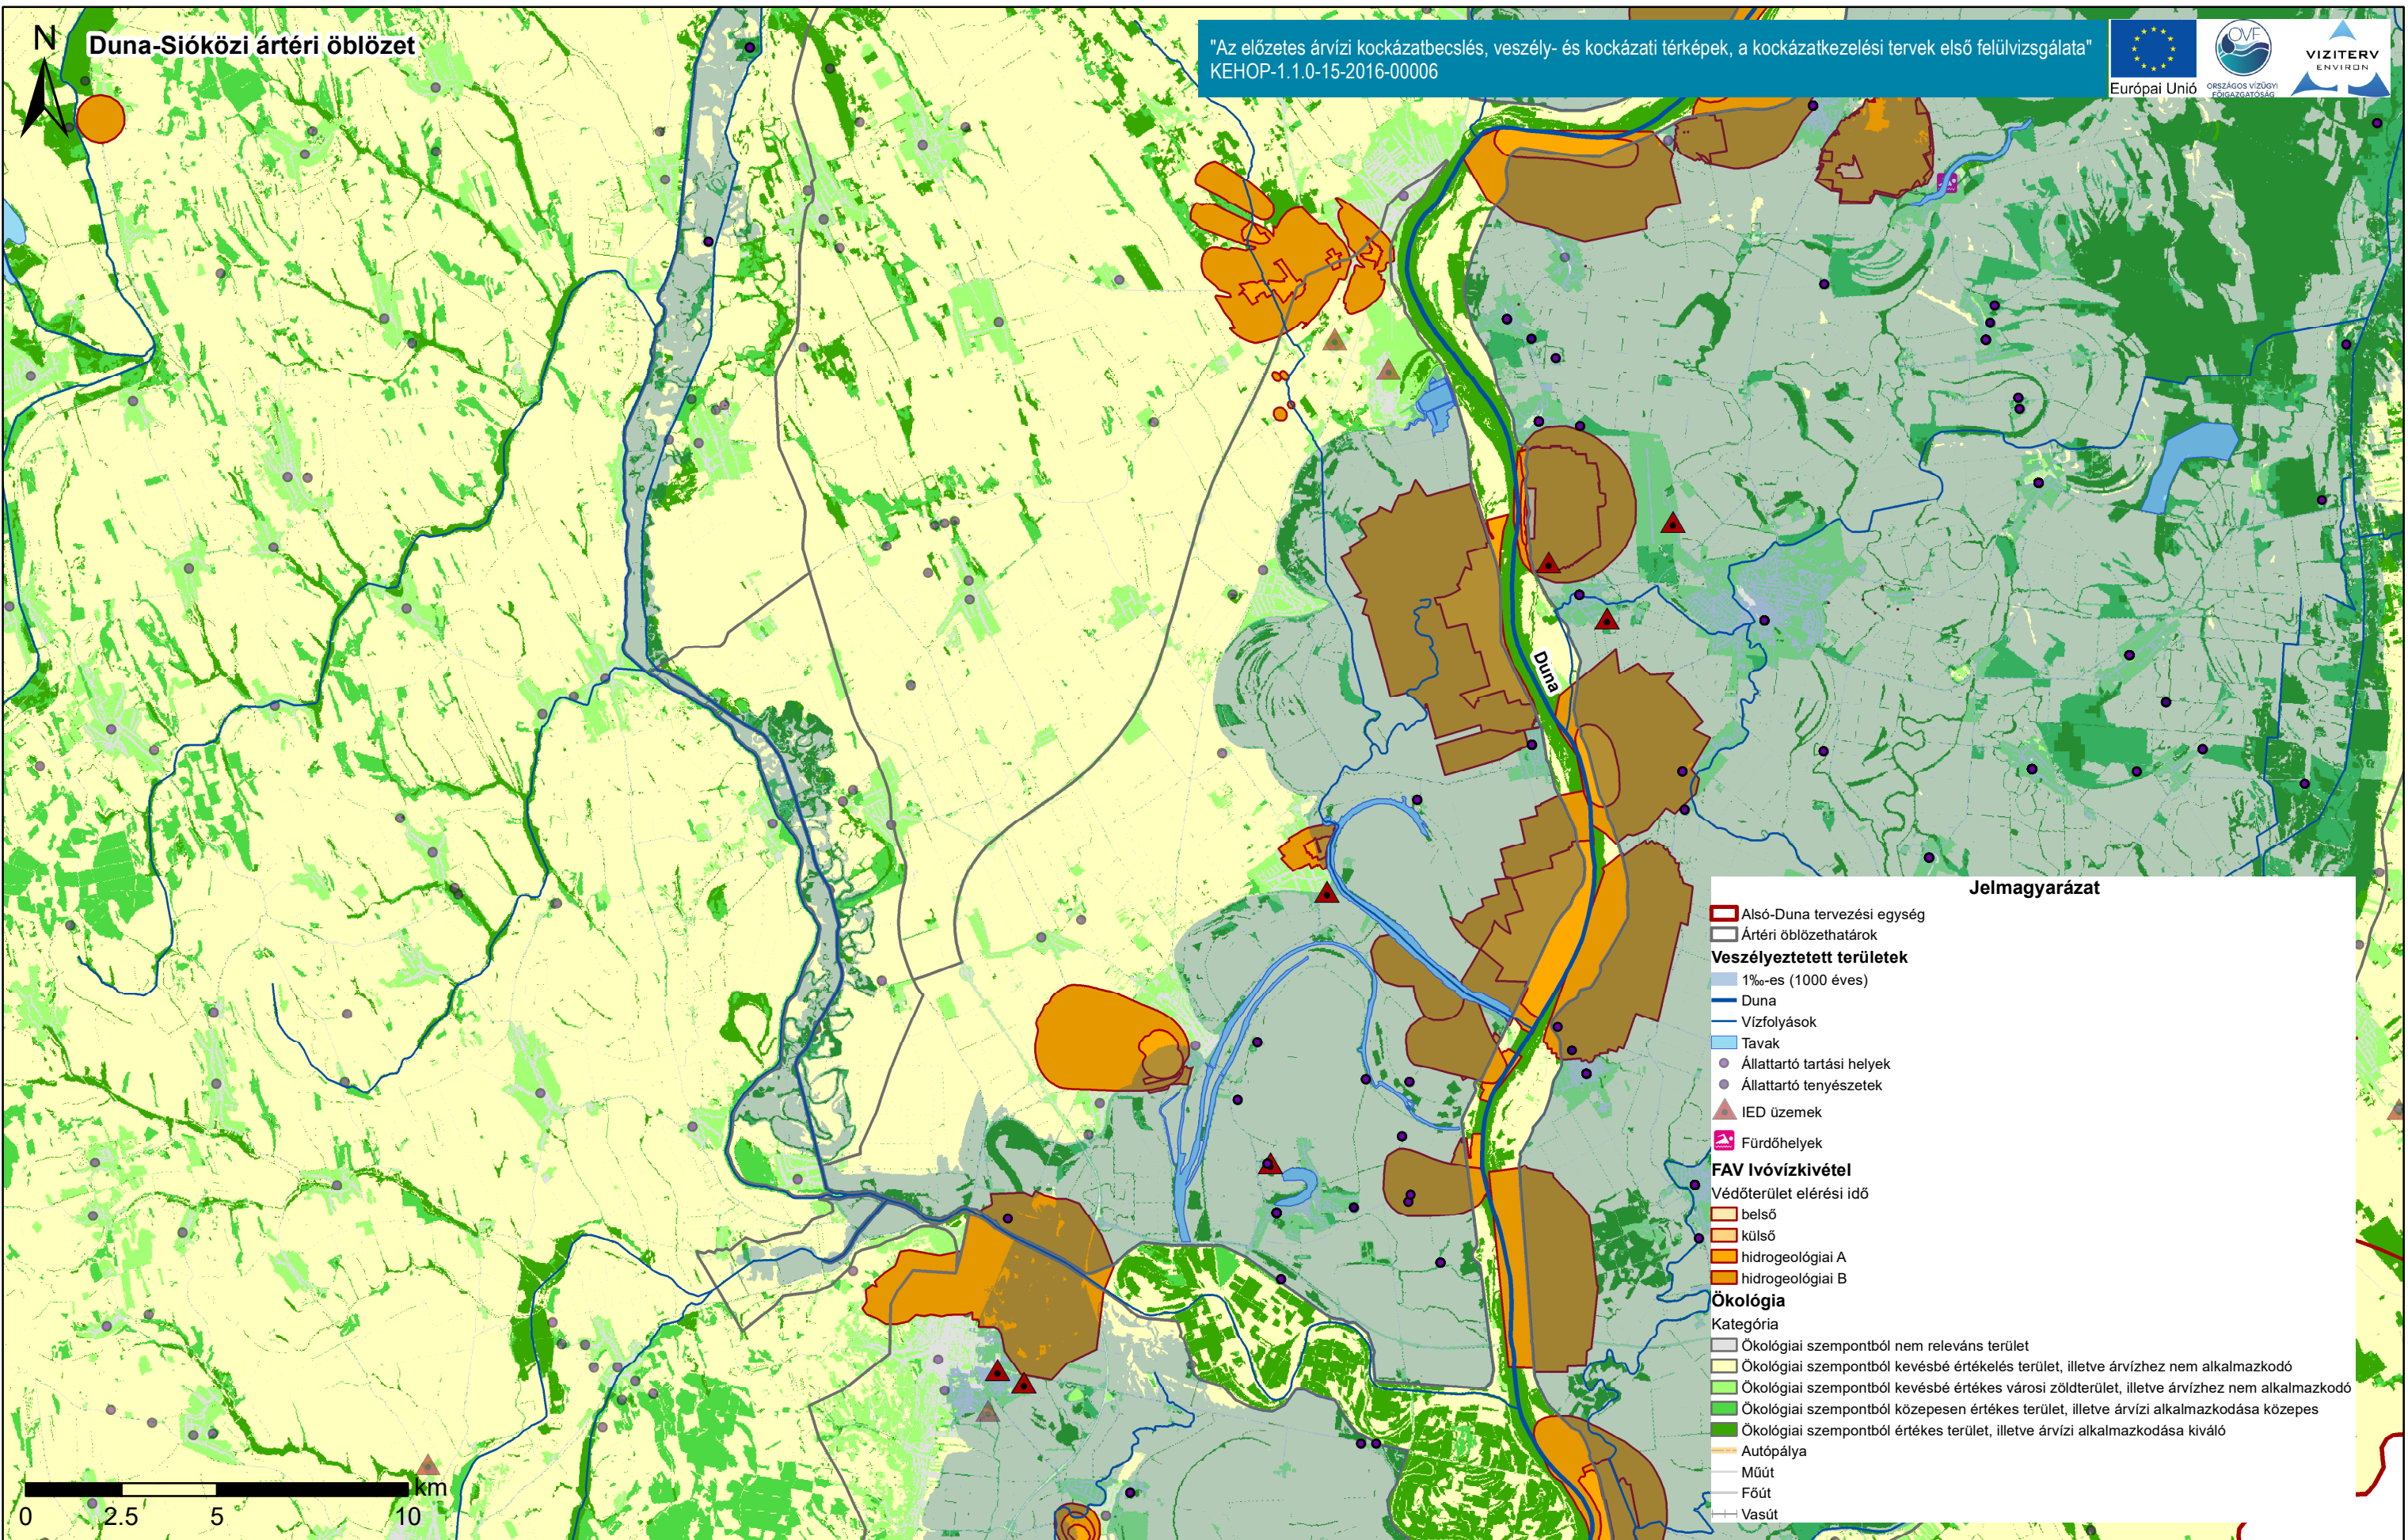 N
Duna-Sióközi ártéri öblözet
"Az előzetes árvízi kockázatbecslés, veszély- és kockázati térképek, a kockázatkezelési tervek első felülvizsgálata"
KEHOP-1.1.0-15-2016-00006
Európai Unió
OVF
ORSZÁGOS VÍZÜGYI
FŐIGAZGATÓSÁG
VIZITERV
ENVIRON
Duna
Jelmagyarázat
Alsó-Duna tervezési egység
Ártéri öblözethatárok
Veszélyeztetett területek
1‰-es (1000 éves)
Duna
Vízfolyások
Tavak
Állattartó tartási helyek
Állattartó tenyészetek
IED üzemek
Fürdőhelyek
FAV Ivóvízkivétel
Védőterület elérési idő
belső
külső
hidrogeológiai A
hidrogeológiai B
Ökológia
Kategória
Ökológiai szempontból nem releváns terület
Ökológiai szempontból kevésbé értékelés terület, illetve árvízhez nem alkalmazkodó
Ökológiai szempontból kevésbé értékes városi zöldterület, illetve árvízhez nem alkalmazkodó
Ökológiai szempontból közepesen értékes terület, illetve árvízi alkalmazkodása közepes
Ökológiai szempontból értékes terület, illetve árvízi alkalmazkodása kiváló
Autópálya
Műút
Főút
Vasút
km
0 2.5 5 10